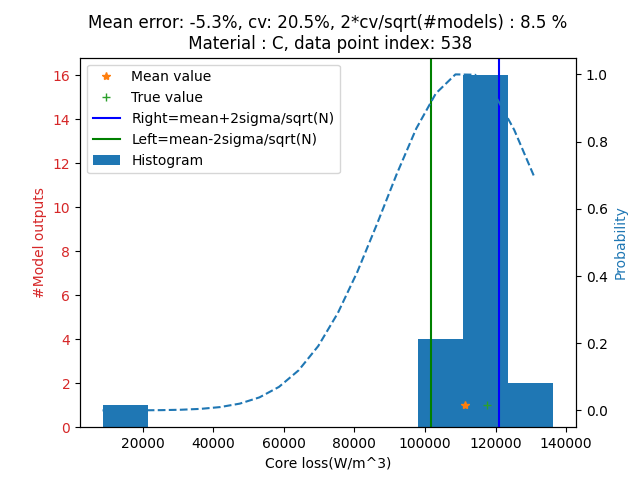 Mean error: -5.3%, cv: 20.5%, 2*cv/sqrt(#models) : 8.5 %
Material : C, data point index: 538
Mean value
True value
Right=mean+2sigma/sqrt(N)
Left=mean-2sigma/sqrt(N)
Histogram
#Model outputs
16
14
12
10
8
6
4
2
0
1.0
0.8
0.6
0.4
0.2
0.0
Probability
20000 40000 60000 80000 100000 120000 140000
Core loss(W/m^3)